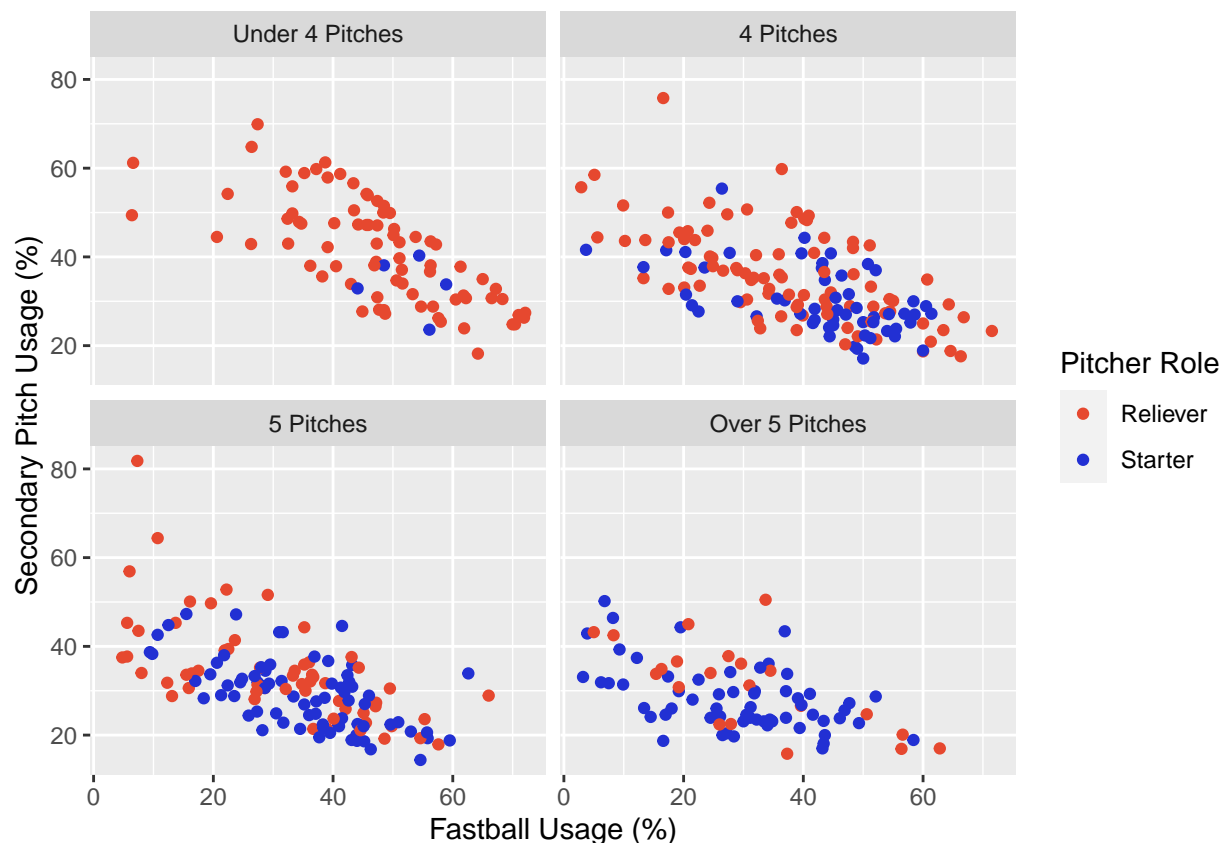 Under 4 Pitches
4 Pitches
80
60
40
20
5 Pitches
Over 5 Pitches
80
60
40
20
0
20
40
60
0
20
40
60
Fastball Usage (%)
Secondary Pitch Usage (%)
Pitcher Role
Reliever
Starter